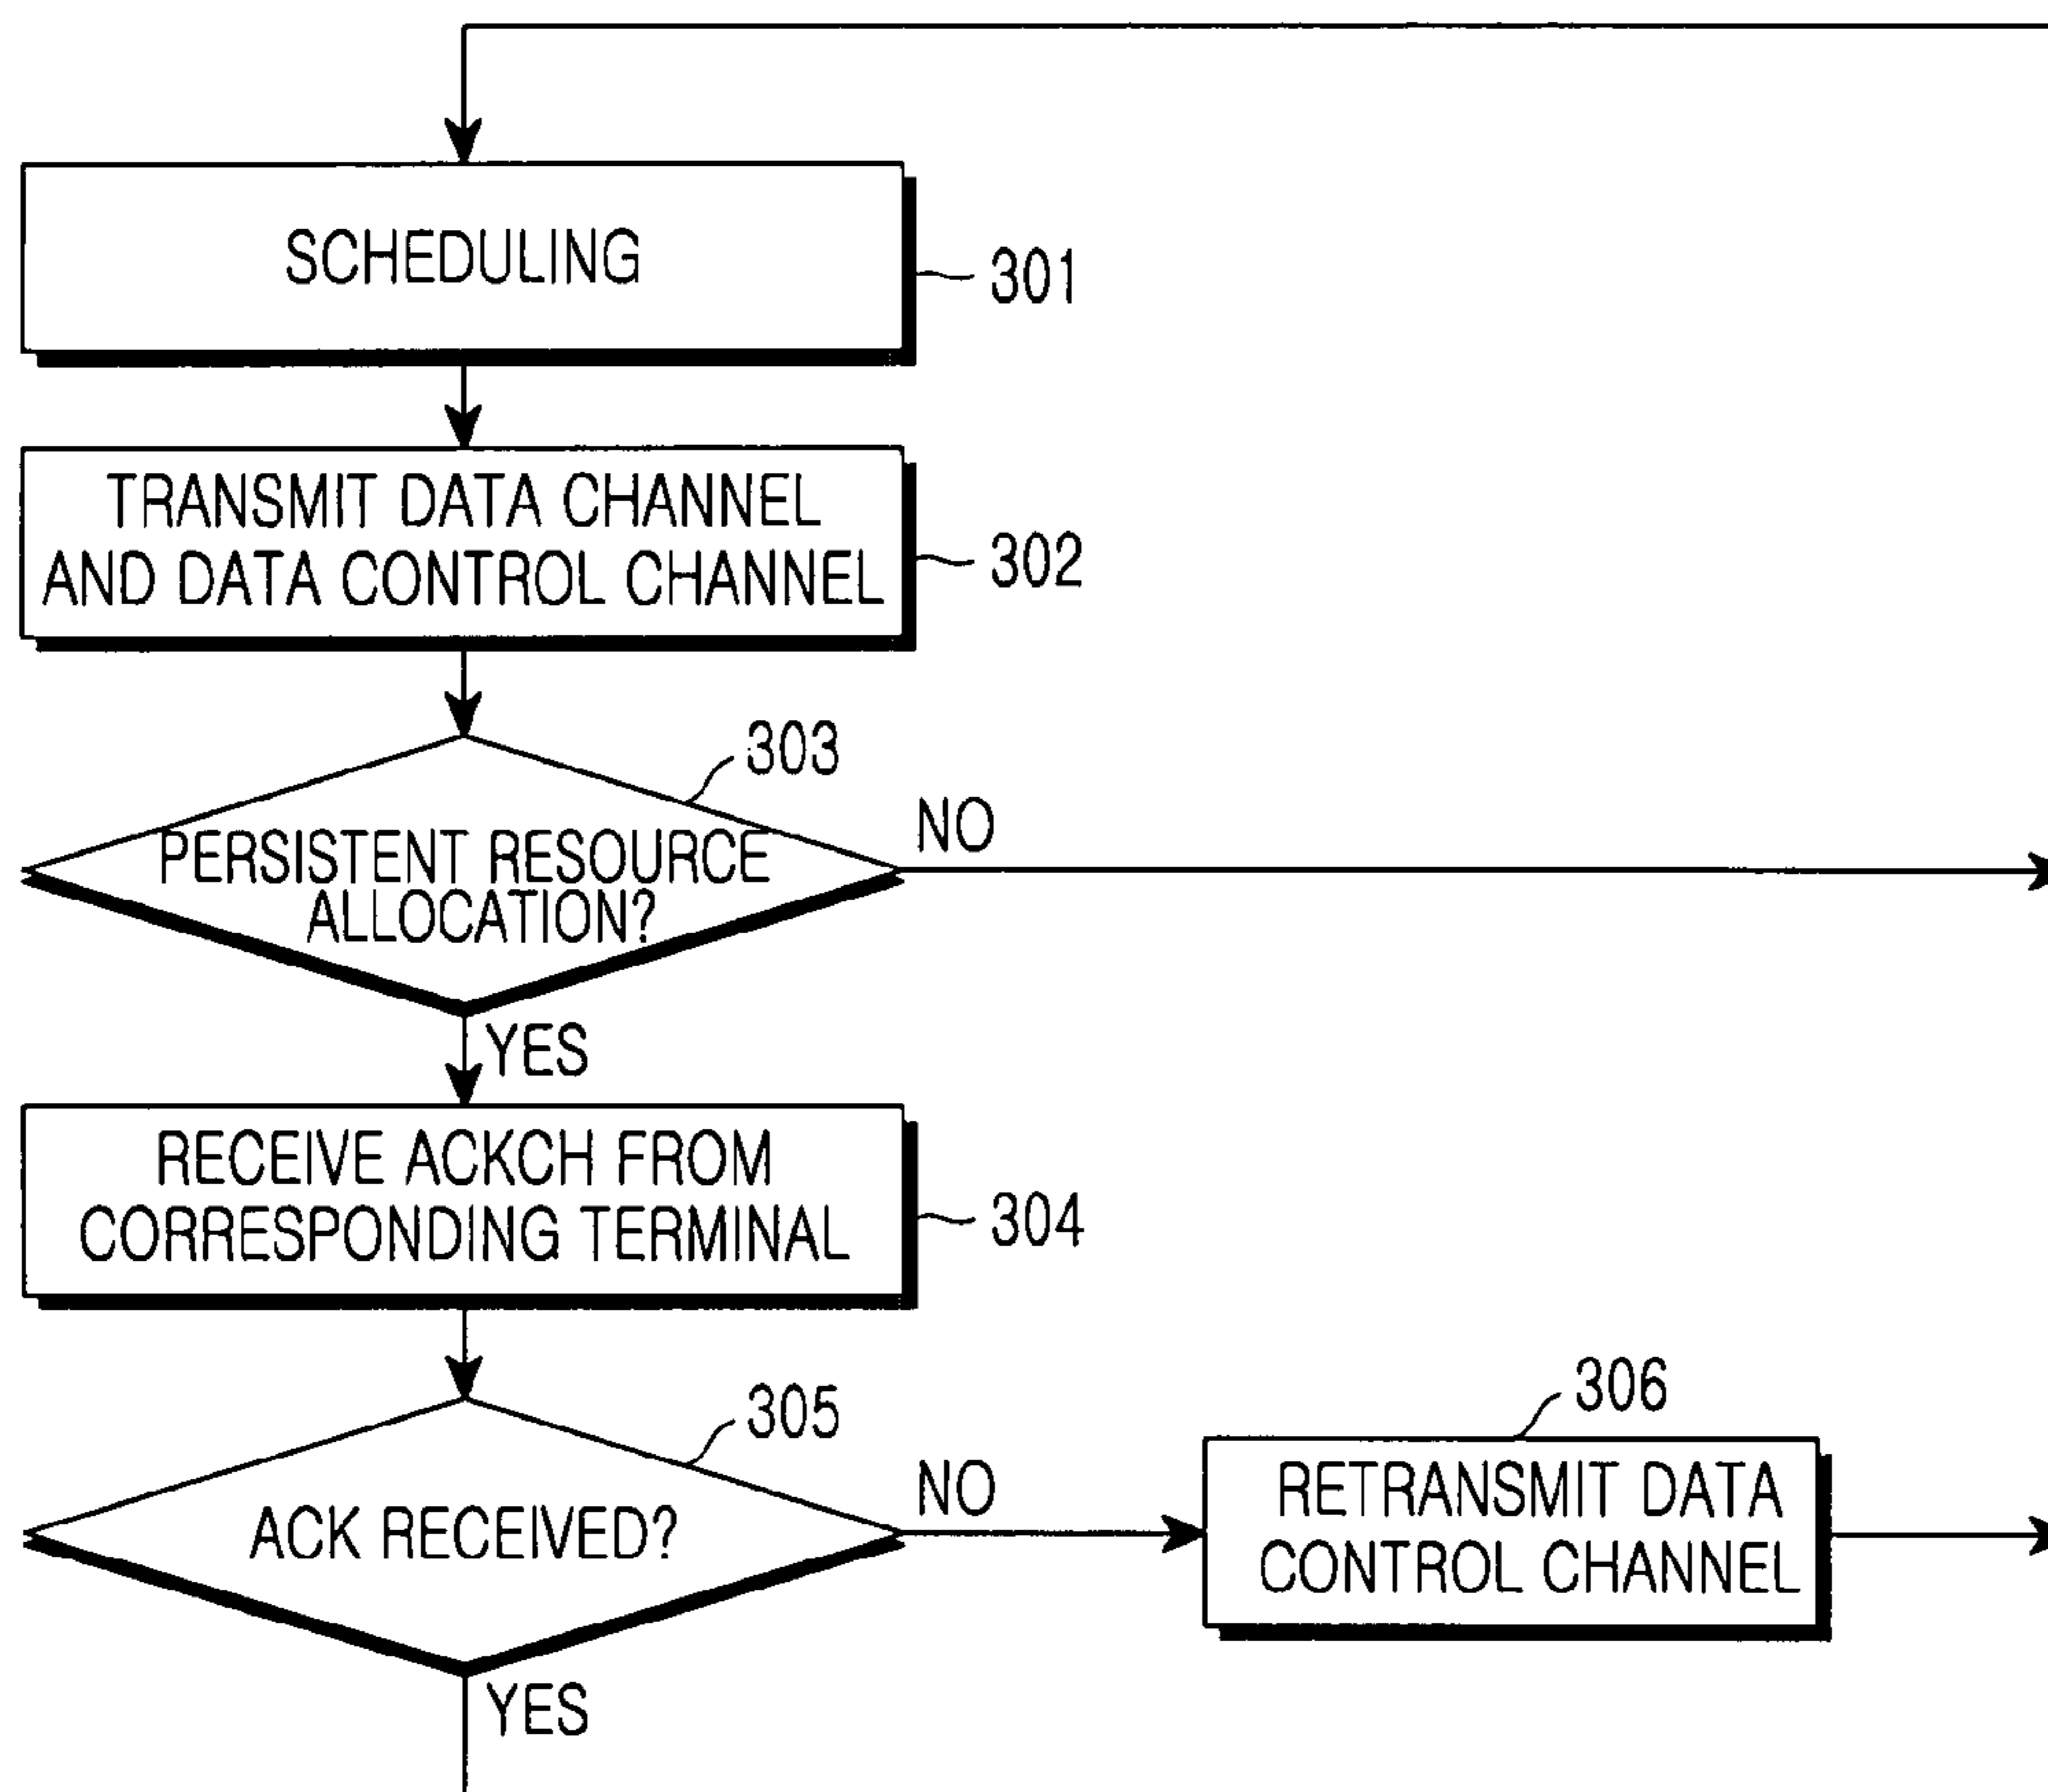 SCHEDULING
301
TRANSMIT DATA CHANNEL
AND DATA CONTROL CHANNEL
302
303
PERSISTENT RESOURCE
ALLOCATION?
NO
YES
RECEIVE ACKCH FROM
CORRESPONDING TERMINAL
304
305
ACK RECEIVED?
NO
306
RETRANSMIT DATA
CONTROL CHANNEL
YES